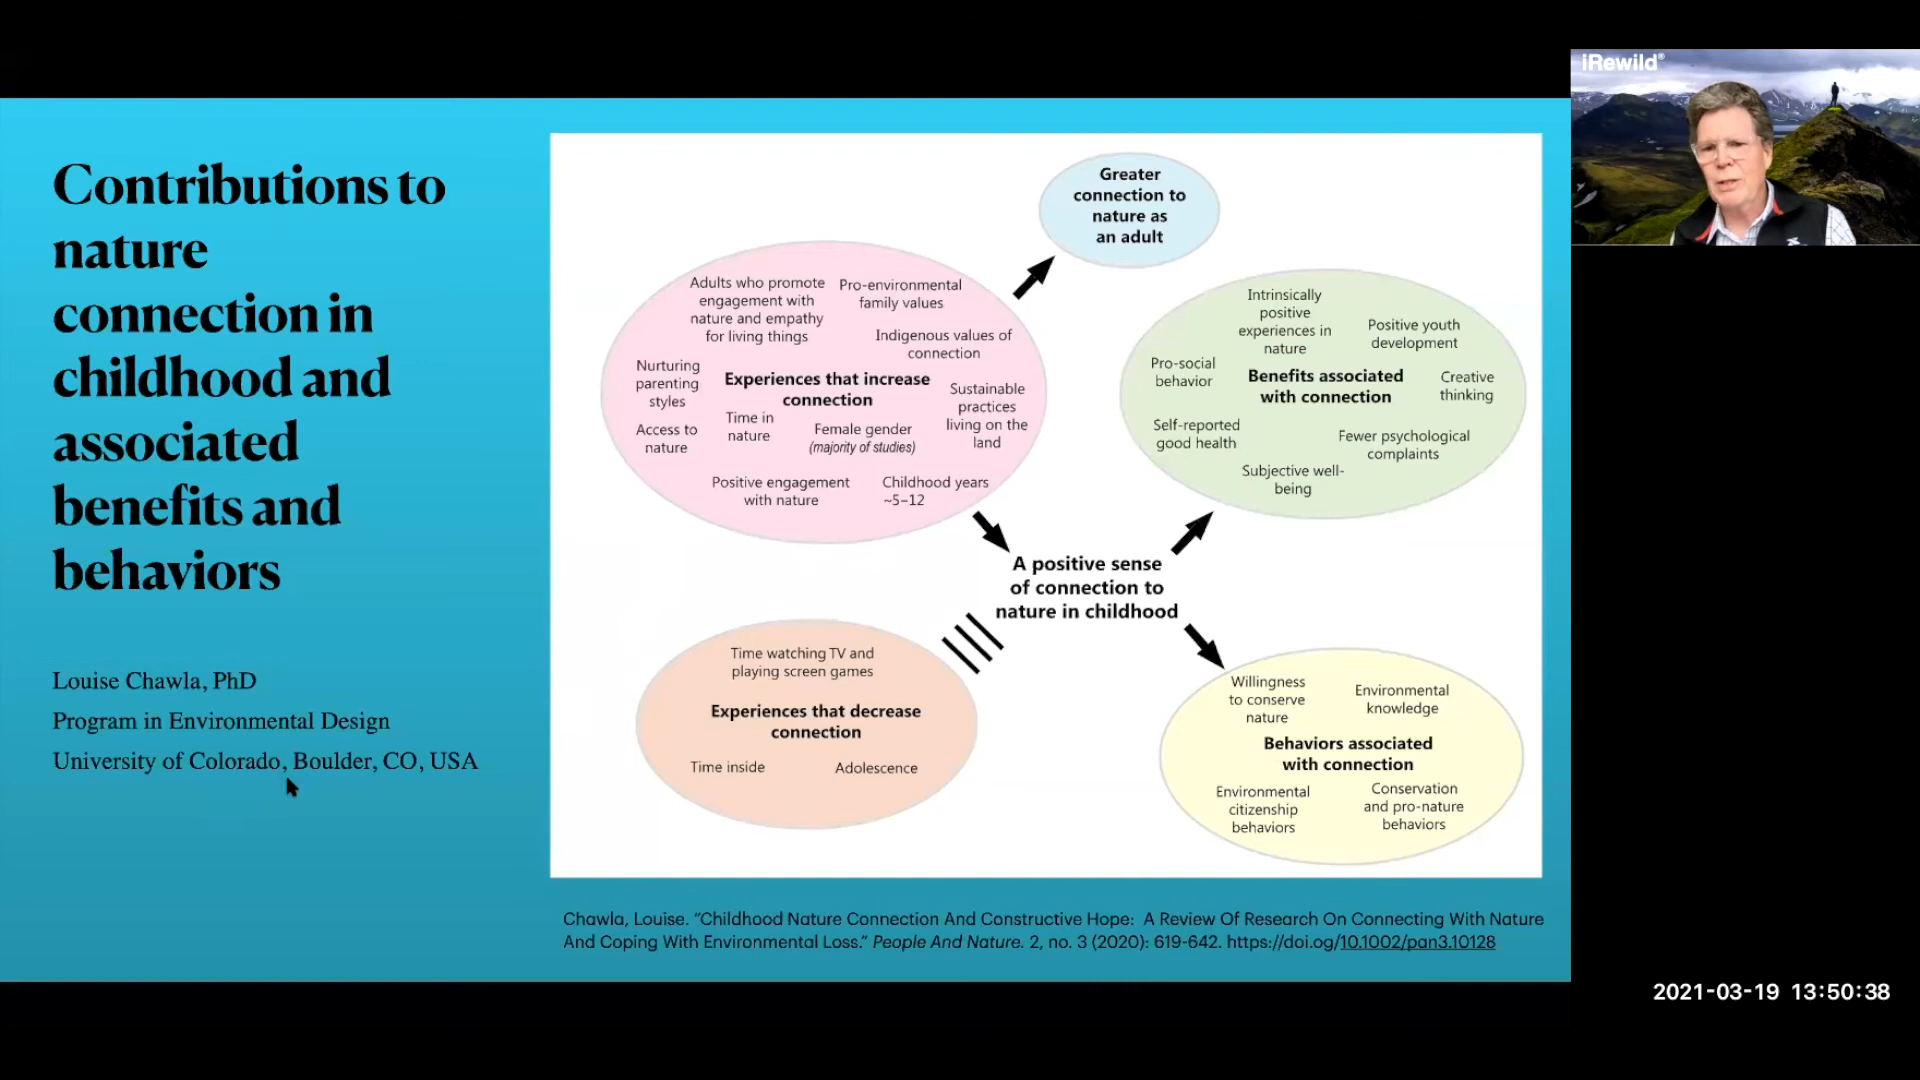 iRewild®
Contributions to
nature
connection in
childhood and
associated
benefits and
behaviors
Louise Chawla, PhD
Program in Environmental Design
University of Colorado, Boulder, CO, USA
Greater
connection to
nature as
an adult
Adults who promote
engagement with
nature and empathy
for living things
Pro-environmental
family values
Indigenous values of
connection
Nurturing
parenting
styles
Experiences that increase
connection
Sustainable
practices
living on the
land
Access to
nature
Time in
nature
Female gender
(majority of studies)
Positive engagement
with nature
Childhood years
~5–12
Intrinsically
positive
experiences in
nature
Positive youth
development
Pro-social
behavior
Benefits associated
with connection
Creative
thinking
Self-reported
good health
Fewer psychological
complaints
Subjective well-
being
A positive sense
of connection to
nature in childhood
Time watching TV and
playing screen games
Experiences that decrease
connection
Time inside
Adolescence
Willingness
to conserve
nature
Environmental
knowledge
Behaviors associated
with connection
Environmental
citizenship
behaviors
Conservation
and pro-nature
behaviors
Chawla, Louise. “Childhood Nature Connection And Constructive Hope: A Review Of Research On Connecting With Nature
And Coping With Environmental Loss.” People And Nature. 2, no. 3 (2020): 619-642. https://doi.og/10.1002/pan3.10128
2021-03-19 13:50:38